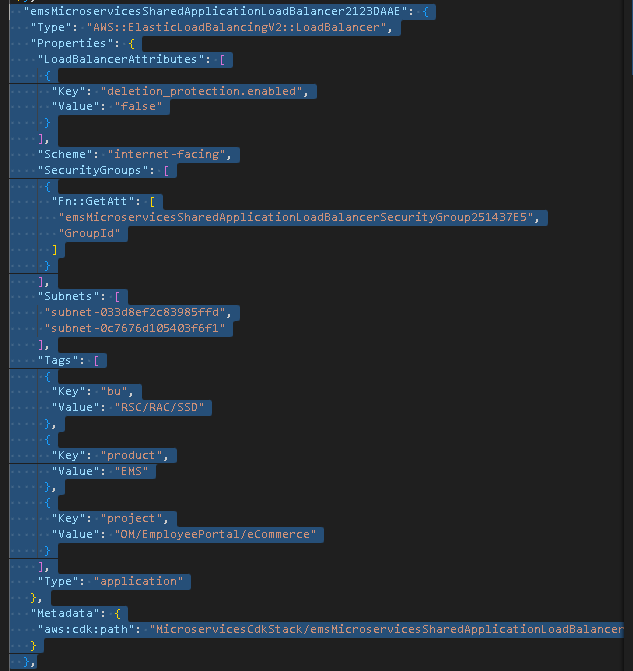 "emsMicroservicesSharedApplicationLoadBalancer2123DAAE": {
"Type": "AWS::ElasticLoadBalancingV2::LoadBalancer",
"Properties": {
"LoadBalancerAttributes": [
{
"Key": "deletion_protection.enabled",
"Value": "false"
}
],
"Scheme": "internet-facing",
"SecurityGroups": [
{
"Fn::GetAtt": [
"emsMicroservicesSharedApplicationLoadBalancerSecurityGroup251437E5",
"GroupId"
]
}
],
"Subnets": [
"subnet-033d8ef2c83985ffd",
"subnet-0c7676d105403f6f1"
],
"Tags": [
{
"Key": "bu",
"Value": "RSC/RAC/SSD"
},
{
"Key": "product",
"Value": "EMS"
},
{
"Key": "project",
"Value": "OM/EmployeePortal/eCommerce"
}
],
"Type": "application"
},
"Metadata": {
"aws:cdk:path": "MicroservicesCdkStack/emsMicroservicesSharedApplicationLoadBalancer
}
},